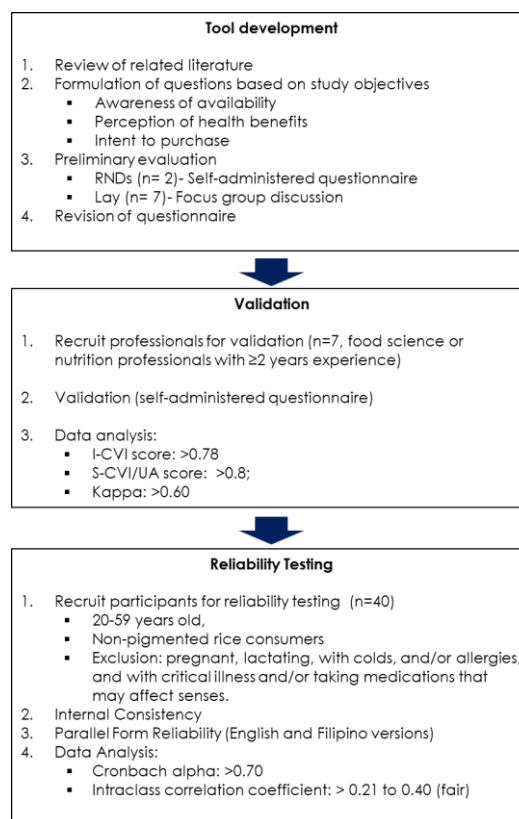 Tool development
1. Review of related literature
2. Formulation of questions based on study objectives
▪ Awareness of availability
▪ Perception of health benefits
▪ Intent to purchase
3. Preliminary evaluation
▪ RNDs (n= 2)- Self-administered questionnaire
▪ Lay (n= 7)- Focus group discussion
4. Revision of questionnaire
Validation
1. Recruit professionals for validation (n=7, food science or
nutrition professionals with ≥2 years experience)
2. Validation (self-administered questionnaire)
3. Data analysis:
▪ I-CVI score: >0.78
▪ S-CVI/UA score: >0.8;
▪ Kappa: >0.60
Reliability Testing
1. Recruit participants for reliability testing (n=40)
▪ 20-59 years old,
▪ Non-pigmented rice consumers
▪ Exclusion: pregnant, lactating, with colds, and/or allergies,
and with critical illness and/or taking medications that
may affect senses.
2. Internal Consistency
3. Parallel Form Reliability (English and Filipino versions)
4. Data Analysis:
▪ Cronbach alpha: >0.70
▪ Intraclass correlation coefficient: > 0.21 to 0.40 (fair)